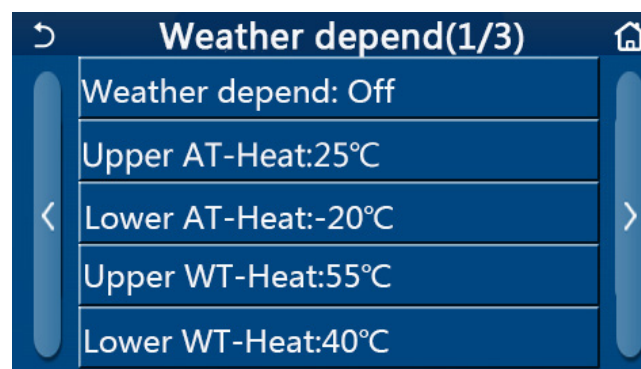 Weather depend(1/3)
Weather depend: Off
Upper AT-Heat:25℃
Lower AT-Heat:-20℃
Upper WT-Heat:55℃
Lower WT-Heat:40℃